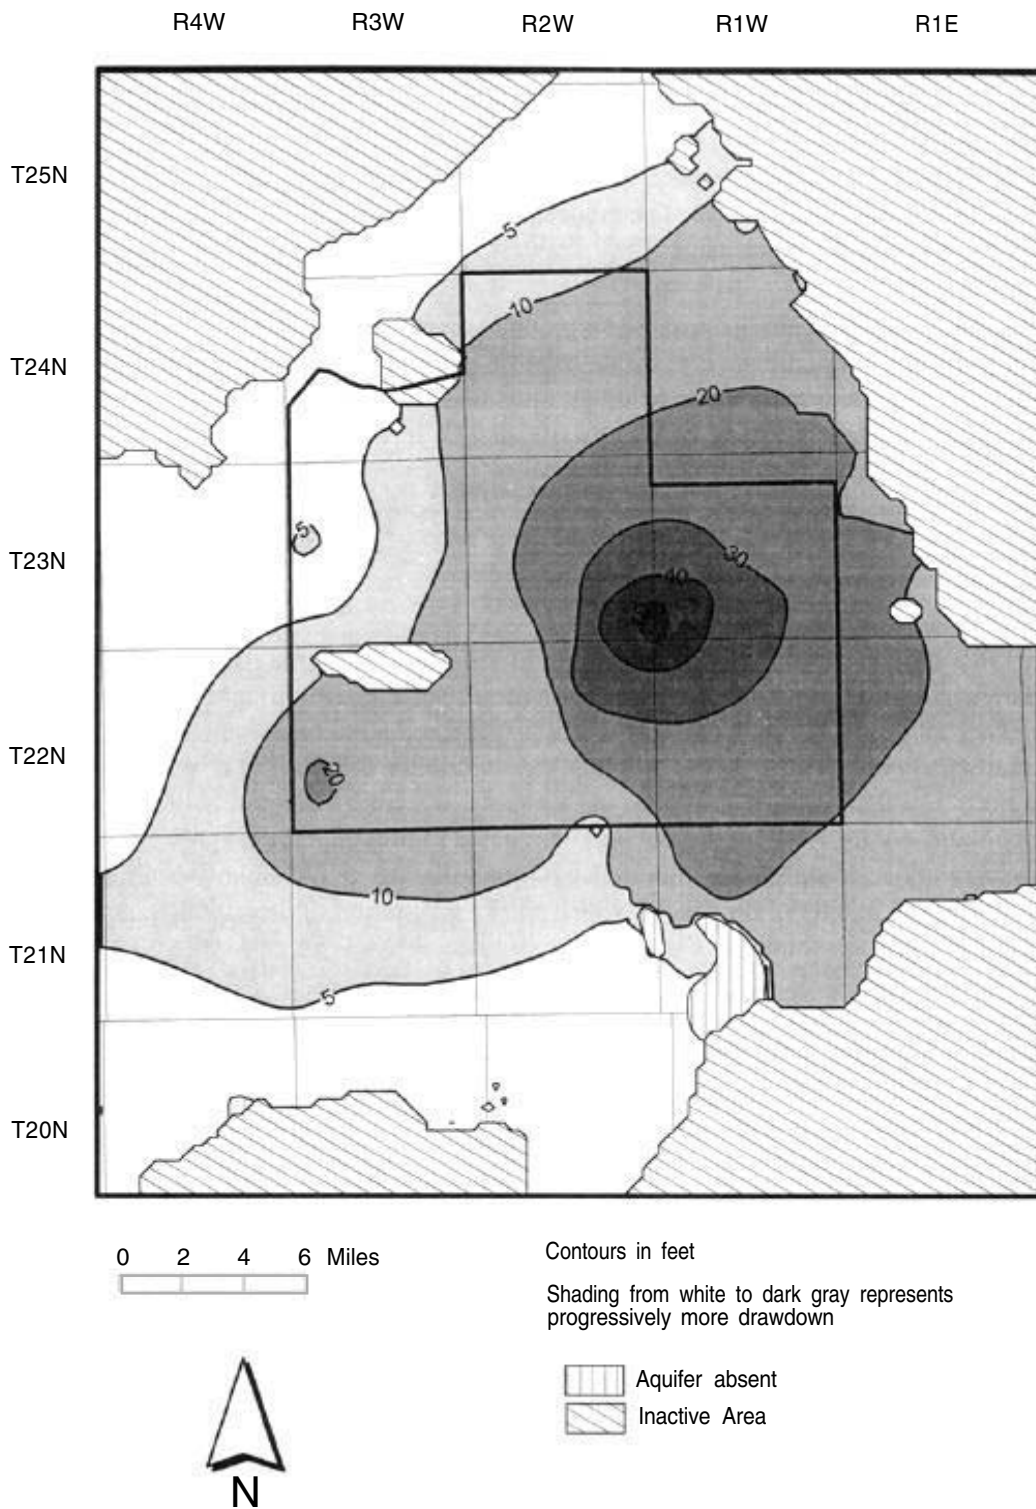 R4W R3W R2W R1W R1E
T25N
5
10
T24N
20
5
T23N
30
40
T22N
20
10
T21N
5
T20N
0 2 4 6 Miles
Contours in feet
Shading from white to dark gray represents
progressively more drawdown
Aquifer absent
Inactive Area
N